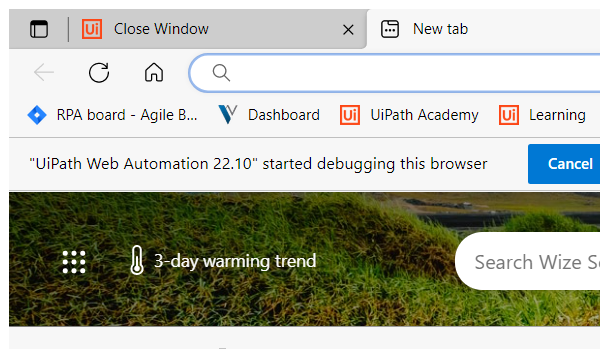 Ui Close Window New tab
RPA board - Agile B... Dashboard Ui UiPath Academy Ui Learning
"UiPath Web Automation 22.10" started debugging this browser Cancel
3-day warming trend Search Wize Se